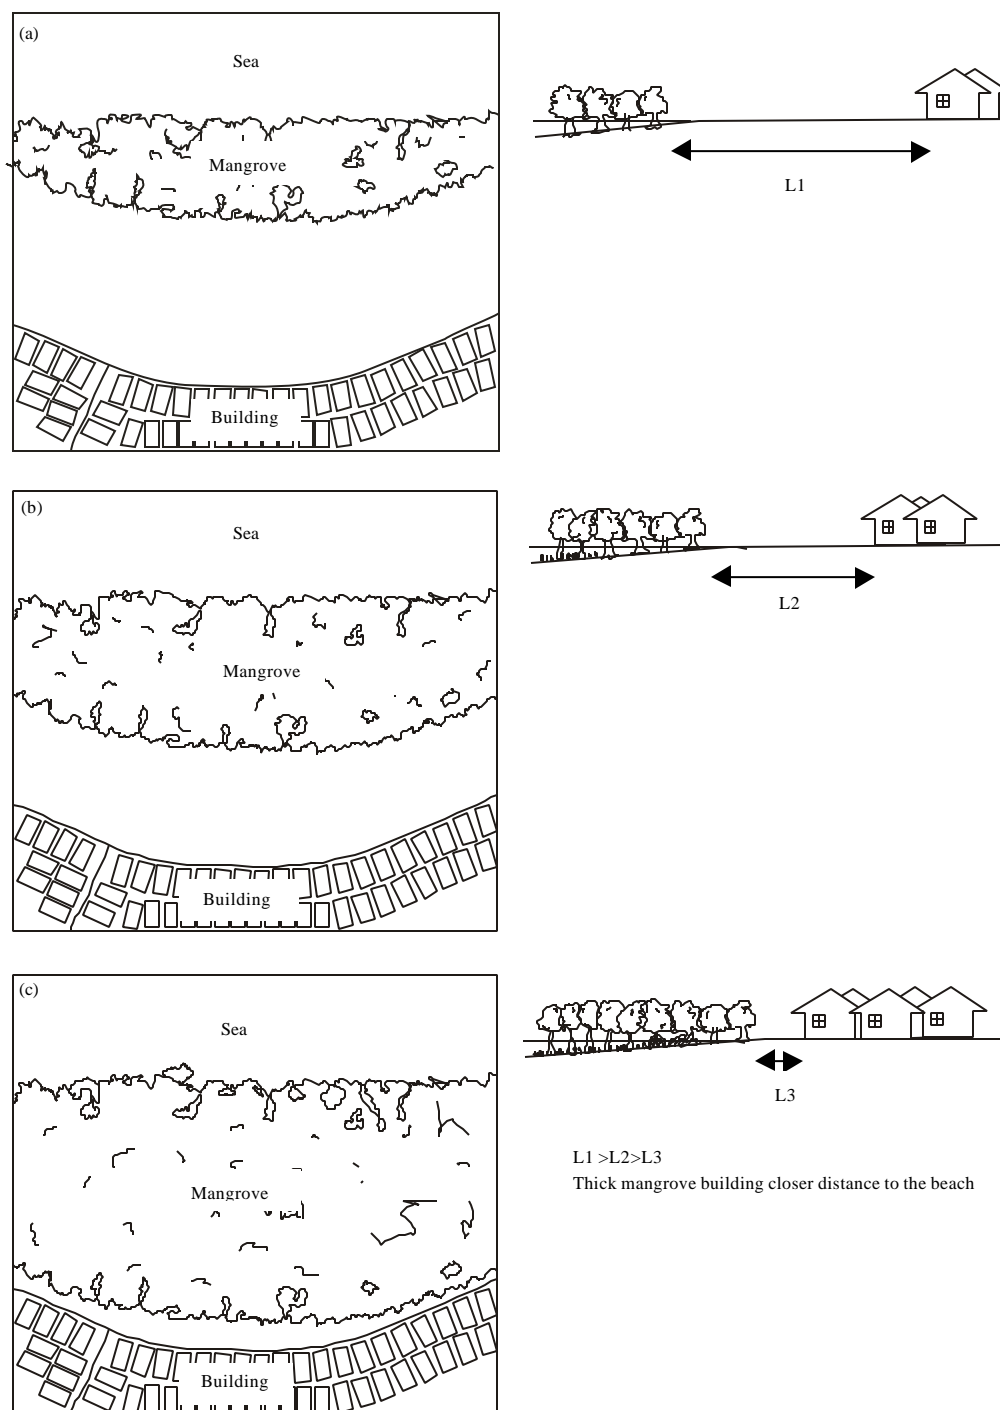 (a)
Sea
Mangrove
Building
L1
(b)
Sea
Mangrove
Building
L2
(c)
Sea
Mangrove
Building
L3
L1 >L2>L3
Thick mangrove building closer distance to the beach